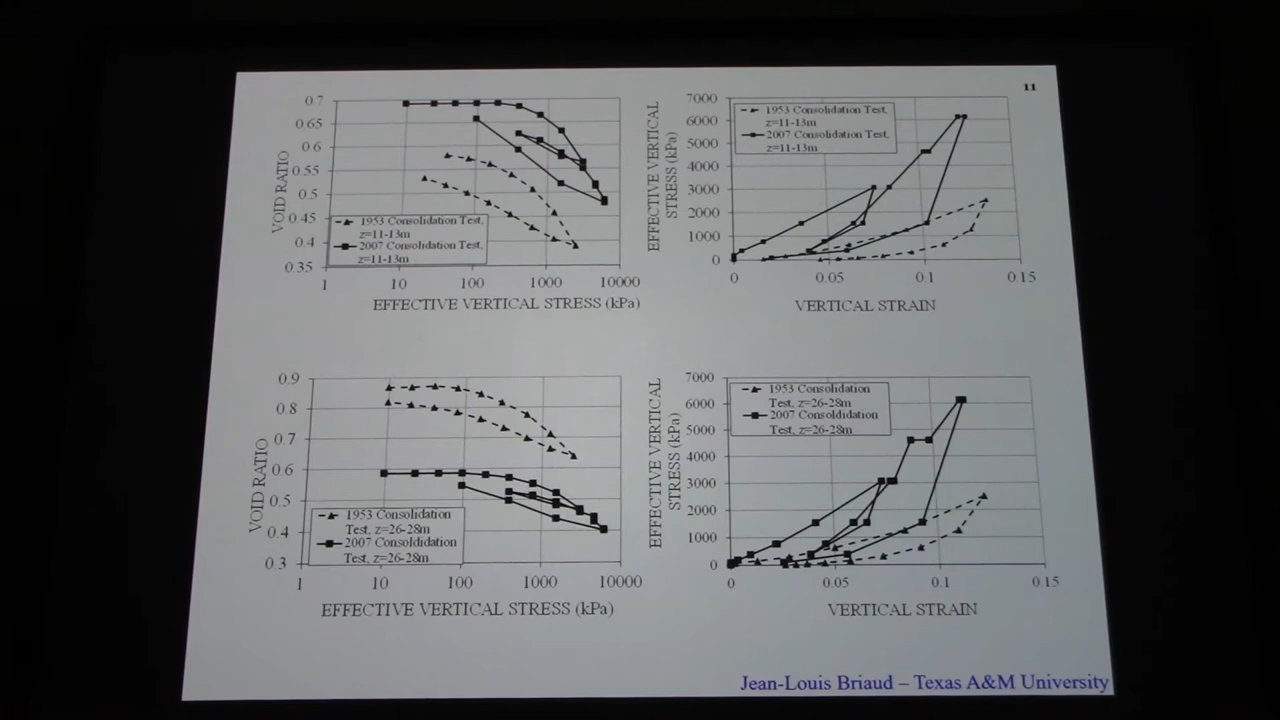 11
0.7
0.65
0.6
0.55
0.5
0.45
0.4
0.35
VOID RATIO
1953 Consolidation Test,
z=11-13m
2007 Consolidation Test,
z=11-13m
1 10 100 1000 10000
EFFECTIVE VERTICAL STRESS (kPa)
7000
6000
5000
4000
3000
2000
1000
0
EFFECTIVE VERTICAL
STRESS (kPa)
1953 Consolidation Test,
z=11-13m
2007 Consolidation Test,
z=11-13m
0 0.05 0.1 0.15
VERTICAL STRAIN
0.9
0.8
0.7
0.6
0.5
0.4
0.3
VOID RATIO
1953 Consolidation
Test, z=26-28m
2007 Consoldidation
Test, z=26-28m
1 10 100 1000 10000
EFFECTIVE VERTICAL STRESS (kPa)
7000
6000
5000
4000
3000
2000
1000
0
EFFECTIVE VERTICAL
STRESS (kPa)
1953 Consolidation
Test, z=26-28m
2007 Consoldidation
Test, z=26-28m
0 0.05 0.1 0.15
VERTICAL STRAIN
Jean-Louis Briaud – Texas A&M University